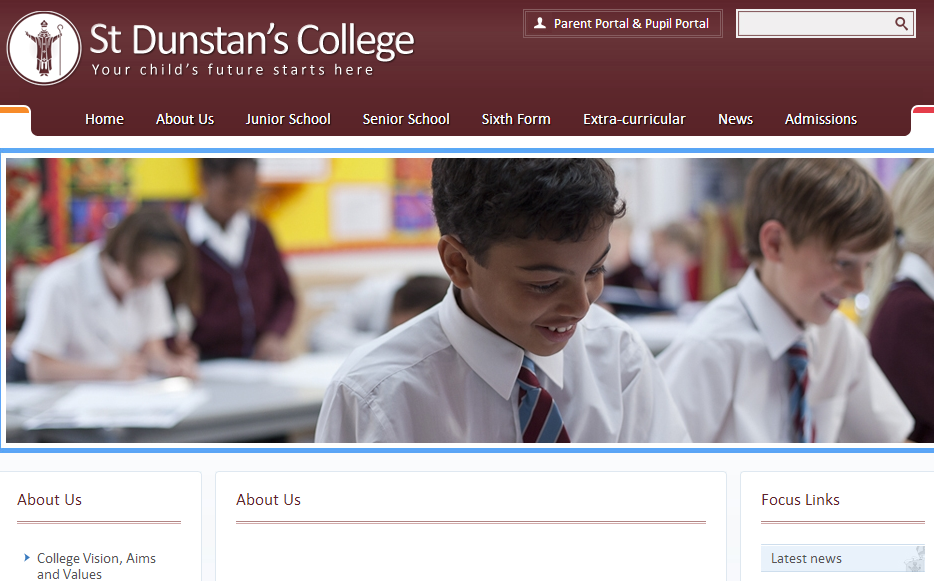 St Dunstan's College
Your child's future starts here
Parent Portal & Pupil Portal
Home About Us Junior School Senior School Sixth Form Extra-curricular News Admissions
About Us
College Vision, Aims
and Values
About Us
Focus Links
Latest news